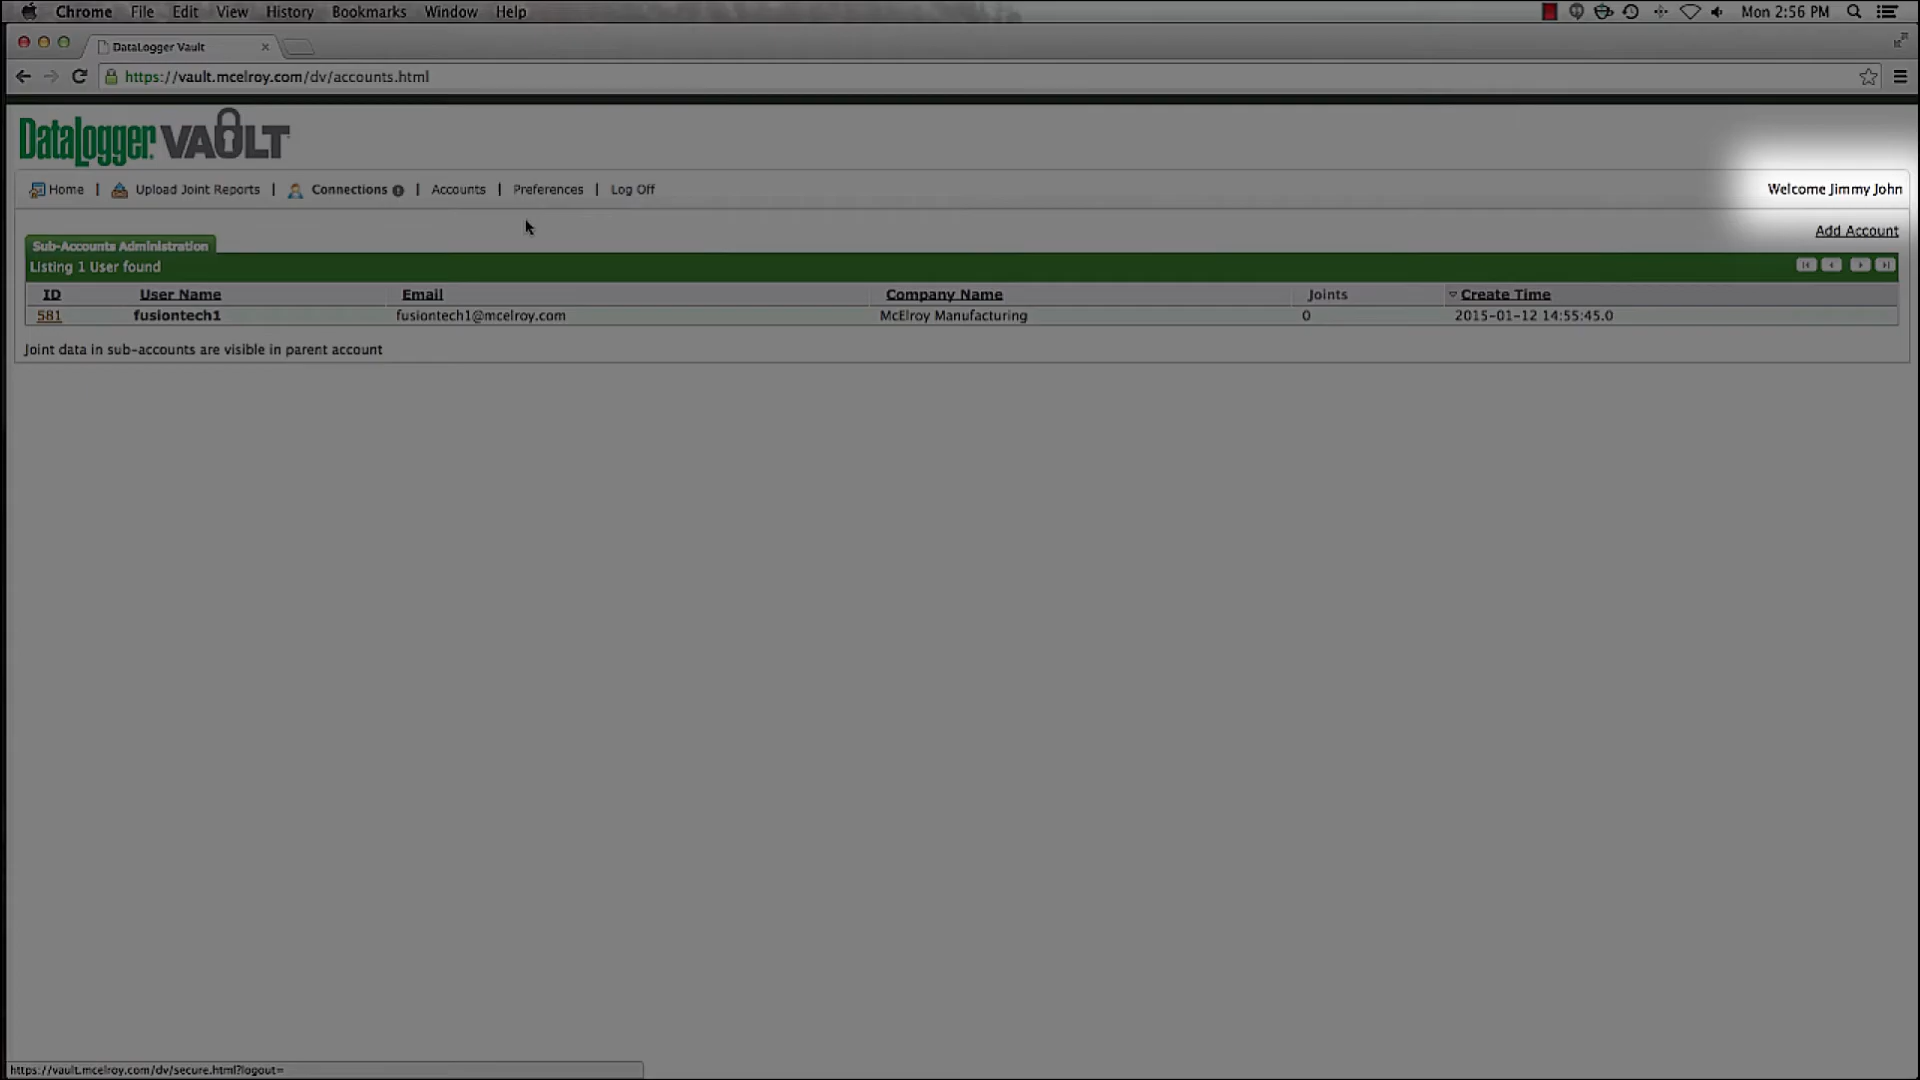 Chrome File Edit View History Bookmarks Window Help Mon 2:56 PM
DataLogger Vault
https://vault.mcelroy.com/dv/accounts.html
DataLogger VAULT
Home | Upload Joint Reports | Connections | Accounts | Preferences | Log Off Welcome Jimmy John
Add Account
Sub-Accounts Administration
Listing 1 User found
ID User Name Email Company Name Joints Create Time
581 fusiontech1 fusiontech1@mcelroy.com McElroy Manufacturing 0 2015-01-12 14:55:45.0
Joint data in sub-accounts are visible in parent account
https://vault.mcelroy.com/dv/secure.html?logout=